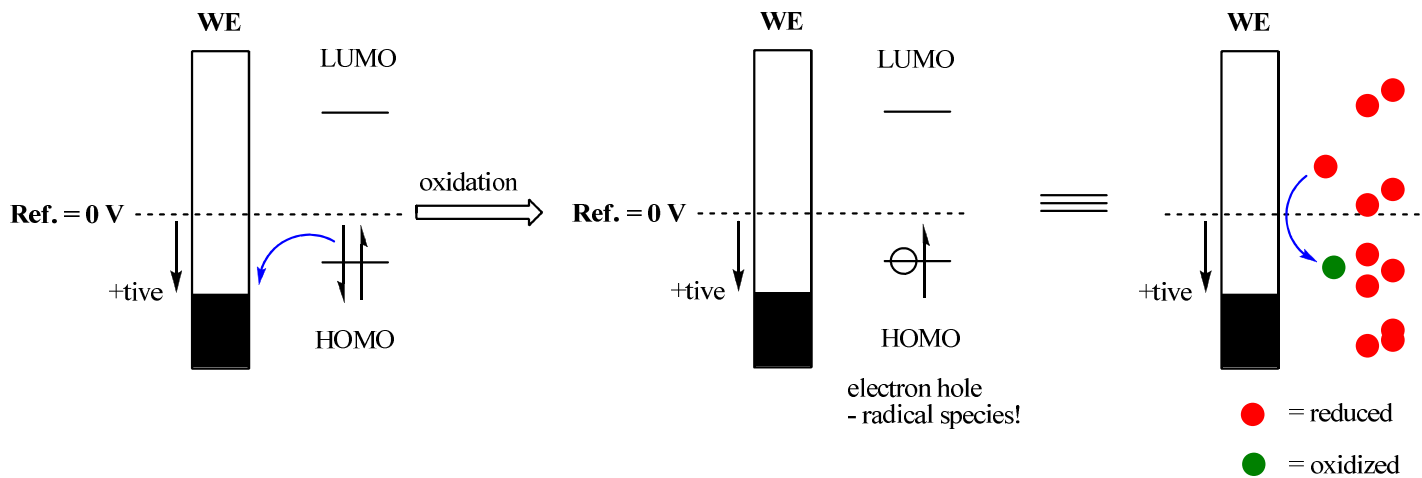 WE
LUMO
Ref. = 0 V
+tive
HOMO
oxidation
WE
LUMO
Ref. = 0 V
+tive
HOMO
electron hole
- radical species!
WE
+tive
= reduced
= oxidized